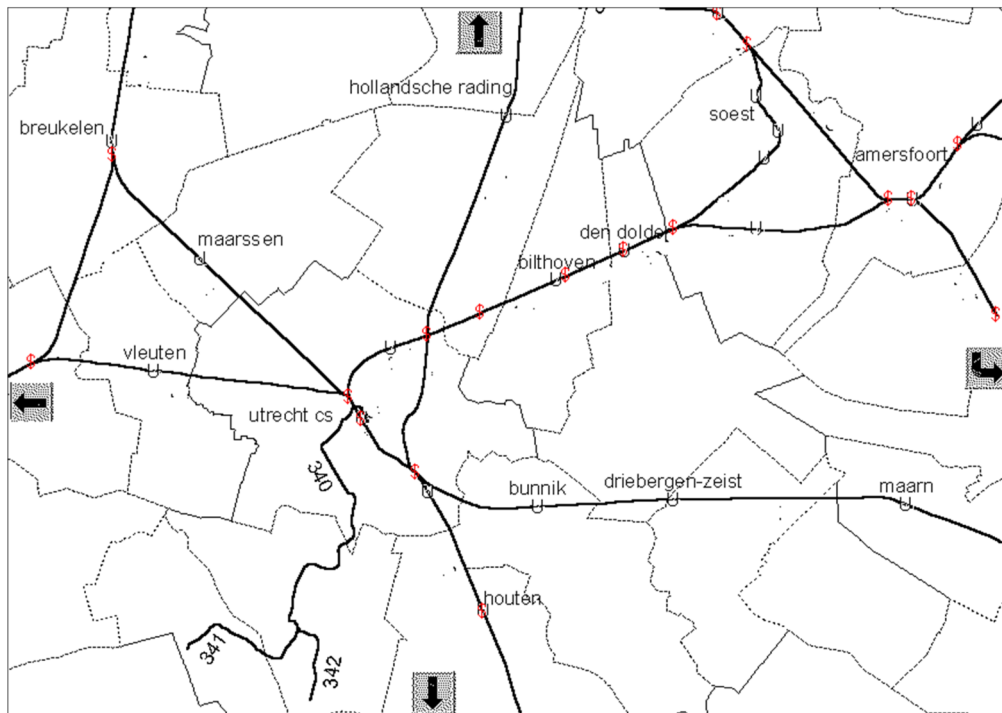 hollandsche rading
breukelen
soest
amersfoort
maarssen
den dolder
bilthoven
vleuten
utrecht cs
340
bunnik
driebergen-zeist
maarn
houten
341
342